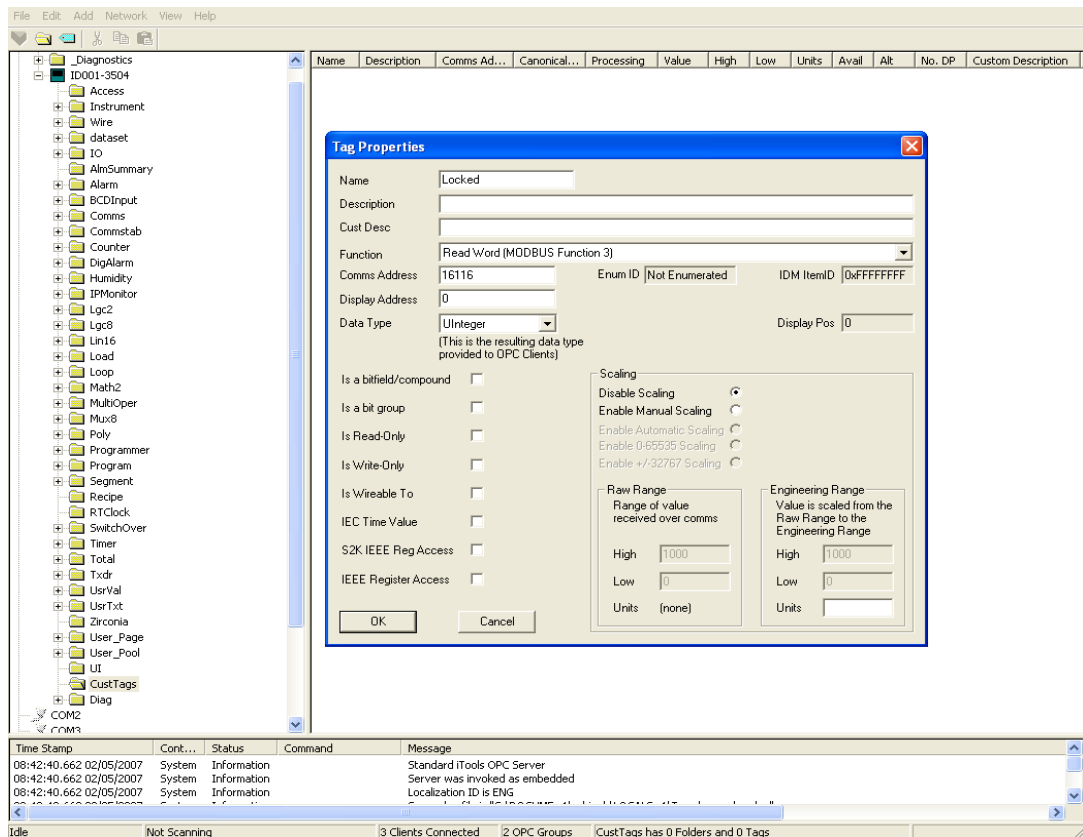 File Edit Add Network View Help
_Diagnostics
ID001-3504
Access
Instrument
Wire
dataset
IO
AlmSummary
Alarm
BCDInput
Comms
Commstab
Counter
DigAlarm
Humidity
IPMonitor
Lgc2
Lgc8
Lin16
Load
Loop
Math2
MultiOper
Mux8
Poly
Programmer
Program
Segment
Recipe
RTClock
SwitchOver
Timer
Total
Txdr
UsrVal
UsrTxt
Zirconia
User_Page
User_Pool
UI
CustTags
Diag
COM2
COM3
Name Description Comms Ad... Canonical... Processing Value High Low Units Avail Alt No. DP Custom Description
Tag Properties
Name Locked
Description
Cust Desc
Function Read Word (MODBUS Function 3)
Comms Address 16116 Enum ID Not Enumerated IDM ItemID 0xFFFFFFFF
Display Address 0
Data Type UInteger Display Pos 0
(This is the resulting data type
provided to OPC Clients)
Is a bitfield/compound
Is a bit group
Is Read-Only
Is Write-Only
Is Wireable To
IEC Time Value
S2K IEEE Reg Access
IEEE Register Access
OK Cancel
Scaling
Disable Scaling
Enable Manual Scaling
Enable Automatic Scaling
Enable 0-65535 Scaling
Enable +/-32767 Scaling
Raw Range
Range of value
received over comms
High 1000
Low 0
Units (none)
Engineering Range
Value is scaled from the
Raw Range to the
Engineering Range
High 1000
Low 0
Units
Time Stamp Cont... Status Command Message
08:42:40.662 02/05/2007 System Information Standard iTools OPC Server
08:42:40.662 02/05/2007 System Information Server was invoked as embedded
08:42:40.662 02/05/2007 System Information Localization ID is ENG
Idle Not Scanning 3 Clients Connected 2 OPC Groups CustTags has 0 Folders and 0 Tags